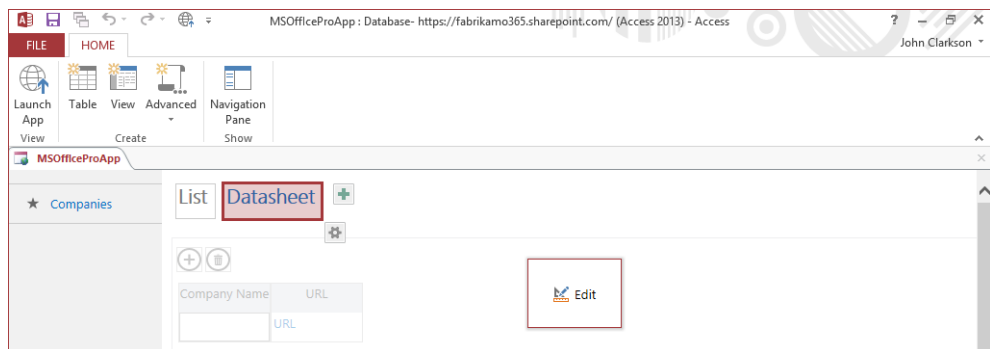 MSOfficeProApp : Database- https://fabrikamo365.sharepoint.com/ (Access 2013) - Access
FILE HOME John Clarkson
Launch App Table View Advanced Navigation Pane
View Create Show
MSOfficeProApp
List Datasheet
Companies
Company Name URL
Edit
URL